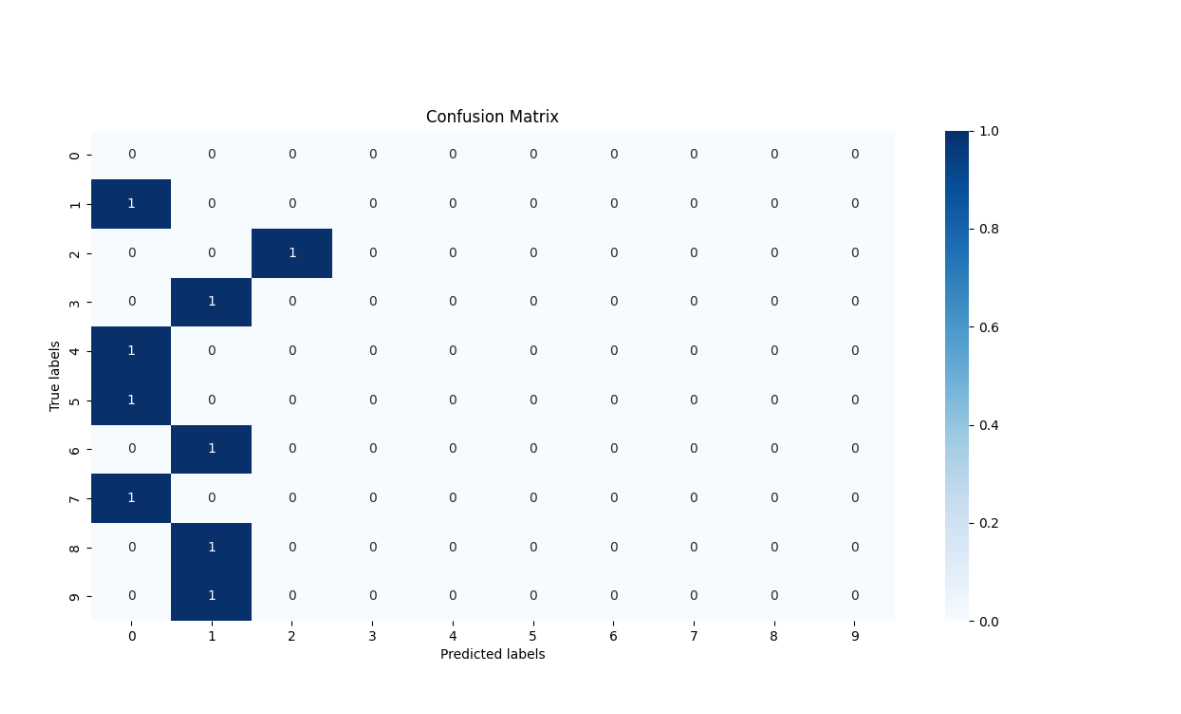 Confusion Matrix
0 0 0 0 0 0 0 0 0 0 0
1 1 0 0 0 0 0 0 0 0 0
2 0 0 1 0 0 0 0 0 0 0
3 0 1 0 0 0 0 0 0 0 0
4 1 0 0 0 0 0 0 0 0 0
5 1 0 0 0 0 0 0 0 0 0
6 0 1 0 0 0 0 0 0 0 0
7 1 0 0 0 0 0 0 0 0 0
8 0 1 0 0 0 0 0 0 0 0
9 0 1 0 0 0 0 0 0 0 0
True labels
0 1 2 3 4 5 6 7 8 9
Predicted labels
1.0
0.8
0.6
0.4
0.2
0.0